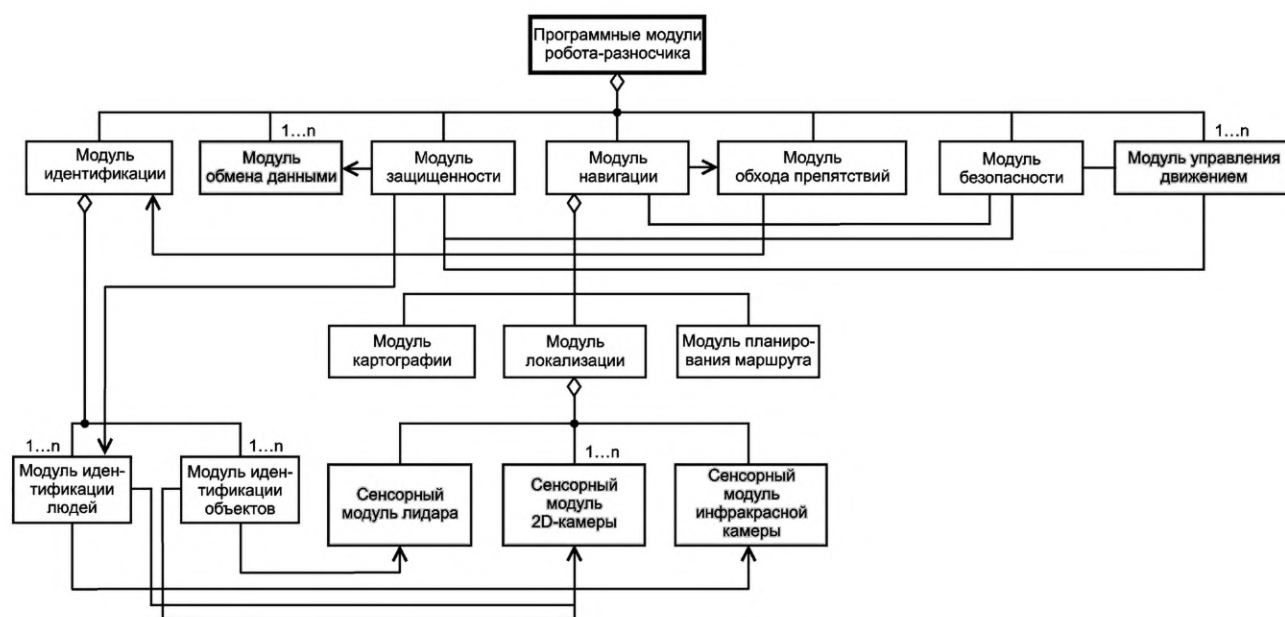 Программные модули
робота-разносчика
1...n
1...n
Модуль
идентификации
Модуль
обмена данными
Модуль
защищенности
Модуль
навигации
Модуль
обхода препятствий
Модуль
безопасности
Модуль управления
движением
Модуль
картографии
Модуль
локализации
Модуль планиро-
вания маршрута
1...n
1...n
1...n
Модуль иден-
тификации
людей
Модуль иден-
тификации
объектов
Сенсорный
модуль лидара
Сенсорный
модуль
2D-камеры
Сенсорный
модуль
инфракрасной
камеры